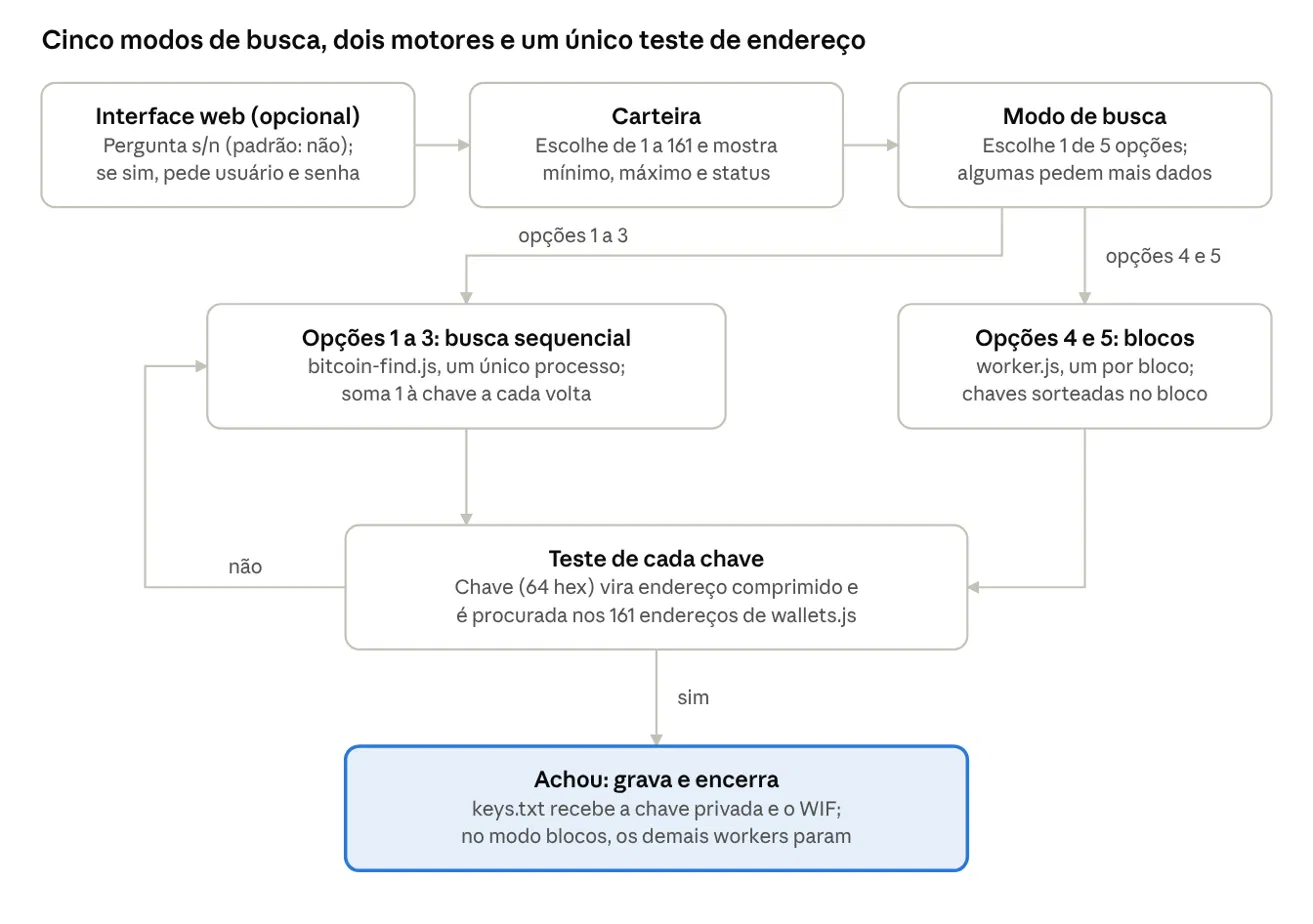 Cinco modos de busca, dois motores e um único teste de endereço
Interface web (opcional)
Pergunta s/n (padrão: não);
se sim, pede usuário e senha
Carteira
Escolhe de 1 a 161 e mostra
mínimo, máximo e status
Modo de busca
Escolhe 1 de 5 opções;
algumas pedem mais dados
opções 1 a 3
opções 4 e 5
Opções 1 a 3: busca sequencial
bitcoin-find.js, um único processo;
soma 1 à chave a cada volta
Opções 4 e 5: blocos
worker.js, um por bloco;
chaves sorteadas no bloco
não
Teste de cada chave
Chave (64 hex) vira endereço comprimido e
é procurada nos 161 endereços de wallets.js
sim
Achou: grava e encerra
keys.txt recebe a chave privada e o WIF;
no modo blocos, os demais workers param